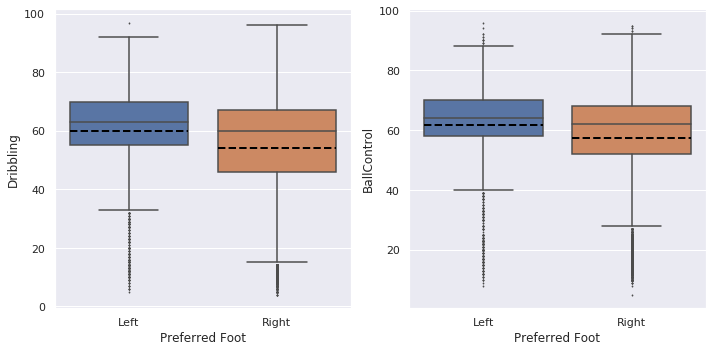 100
80
60
40
20
0
Dribbling
Left
Right
Preferred Foot
100
80
60
40
20
BallControl
Left
Right
Preferred Foot